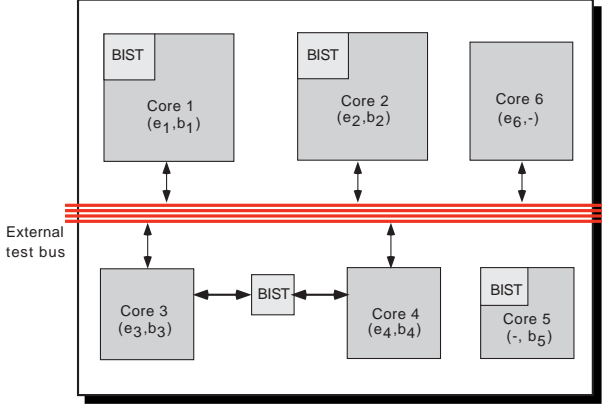 BIST
Core 1
(e1,b1)
BIST
Core 2
(e2,b2)
Core 6
(e6,-)
External
test bus
Core 3
(e3,b3)
BIST
Core 4
(e4,b4)
BIST
Core 5
(-, b5)